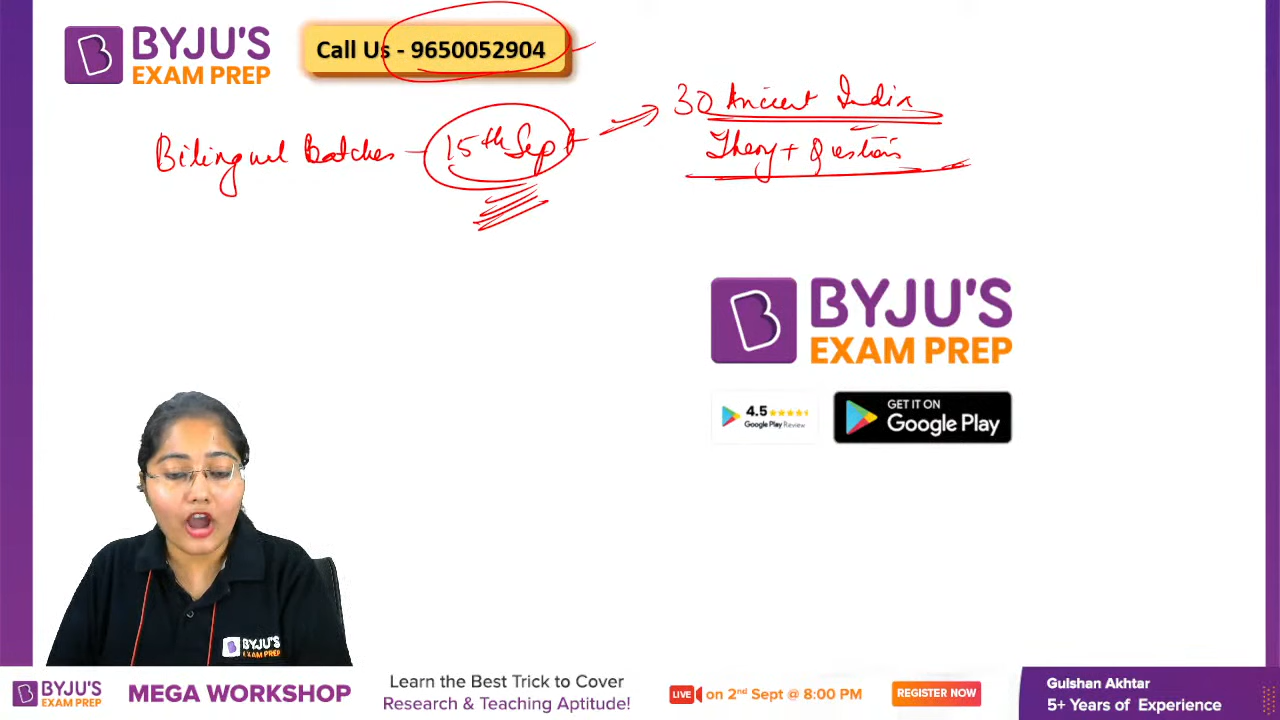 BYJU'S
EXAM PREP
Call Us - 9650052904
30 Ancient India
Bilingual Batches - 15th Sept
Theory + Questions
BYJU'S
EXAM PREP
4.5
Google Play Review
GET IT ON
Google Play
BYJU'S
EXAM PREP
BYJU'S
EXAM PREP
MEGA WORKSHOP
Learn the Best Trick to Cover
Research & Teaching Aptitude!
LIVE on 2nd Sept @ 8:00 PM
REGISTER NOW
Gulshan Akhtar
5+ Years of Experience